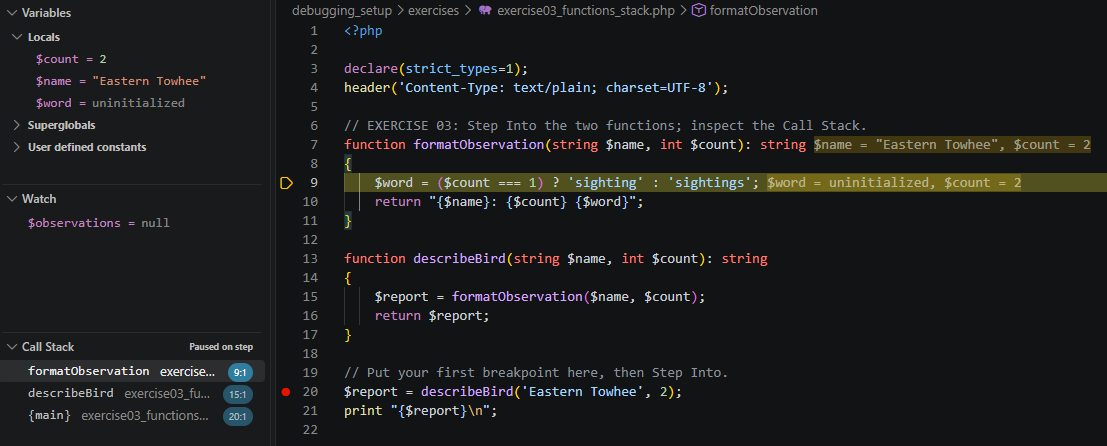 Variables
Locals
$count = 2
$name = "Eastern Towhee"
$word = uninitialized
Superglobals
User defined constants
Watch
$observations = null
Call Stack Paused on step
formatObservation exercise... 9:1
describeBird exercise03_fu... 15:1
{main} exercise03_functions... 20:1
debugging_setup > exercises > exercise03_functions_stack.php > formatObservation
1 <?php
2
3 declare(strict_types=1);
4 header('Content-Type: text/plain; charset=UTF-8');
5
6 // EXERCISE 03: Step Into the two functions; inspect the Call Stack.
7 function formatObservation(string $name, int $count): string $name = "Eastern Towhee", $count = 2
8 {
9 $word = ($count === 1) ? 'sighting' : 'sightings'; $word = uninitialized, $count = 2
10 return "{$name}: {$count} {$word}";
11 }
12
13 function describeBird(string $name, int $count): string
14 {
15 $report = formatObservation($name, $count);
16 return $report;
17 }
18
19 // Put your first breakpoint here, then Step Into.
20 $report = describeBird('Eastern Towhee', 2);
21 print "{$report}\n";
22